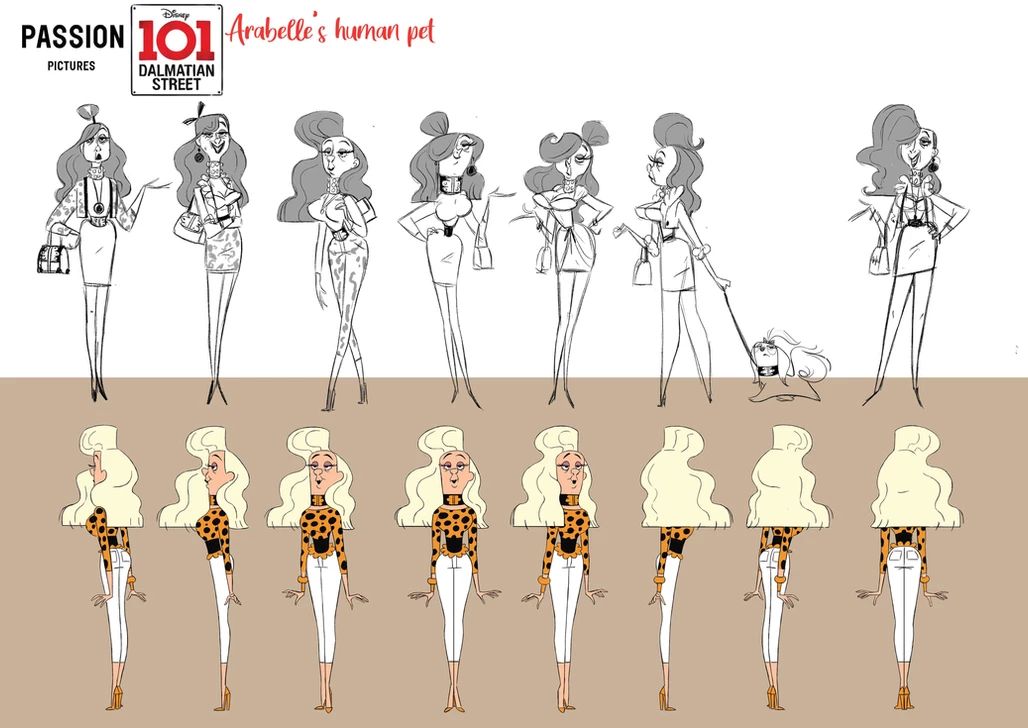 PASSION
PICTURES
Disney
101
DALMATIAN
STREET
Arabelle's human pet